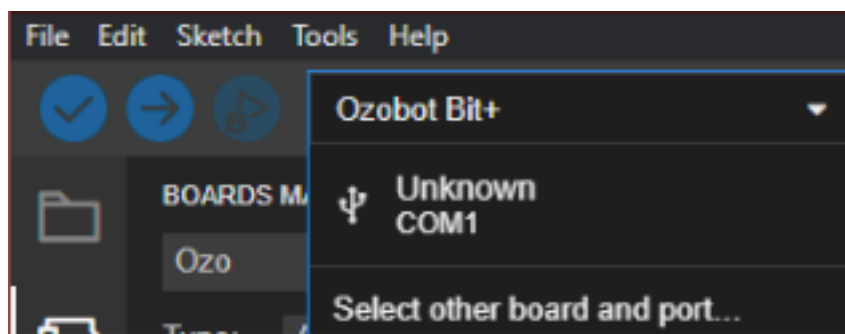 File Edit Sketch Tools Help
Ozobot Bit+
BOARDS MA
Unknown
COM1
Ozo
Select other board and port...